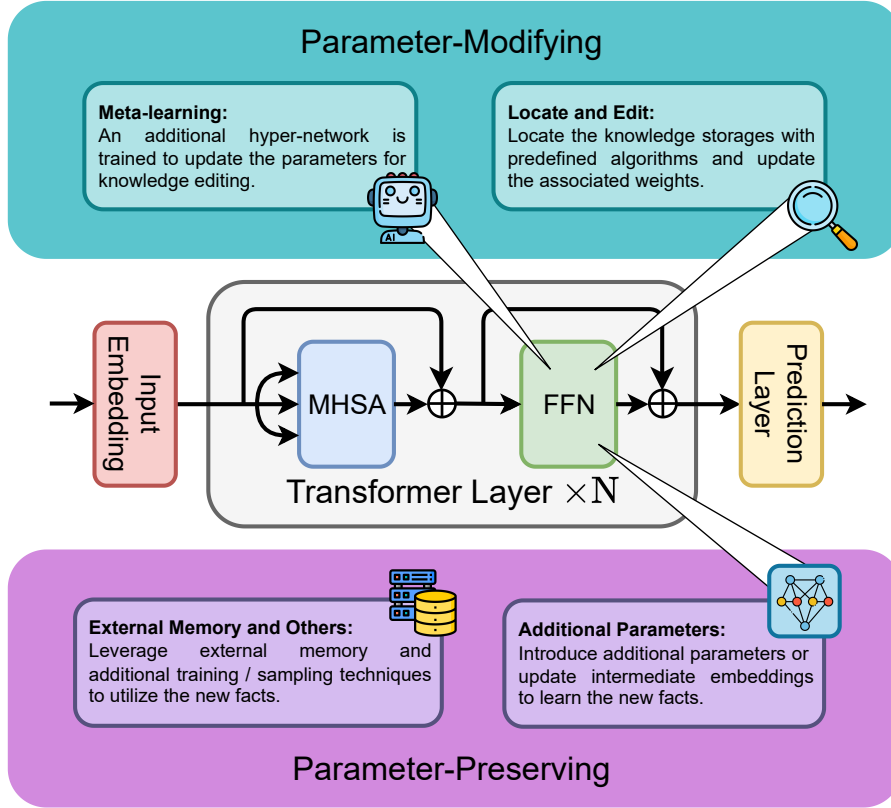 Parameter-Modifying
Meta-learning:
An additional hyper-network is
trained to update the parameters for
knowledge editing.
Locate and Edit:
Locate the knowledge storages with
predefined algorithms and update
the associated weights.
AI
Input
Embedding
MHSA
FFN
Prediction
Layer
Transformer Layer ×N
External Memory and Others:
Leverage external memory and
additional training / sampling techniques
to utilize the new facts.
Additional Parameters:
Introduce additional parameters or
update intermediate embeddings
to learn the new facts.
Parameter-Preserving